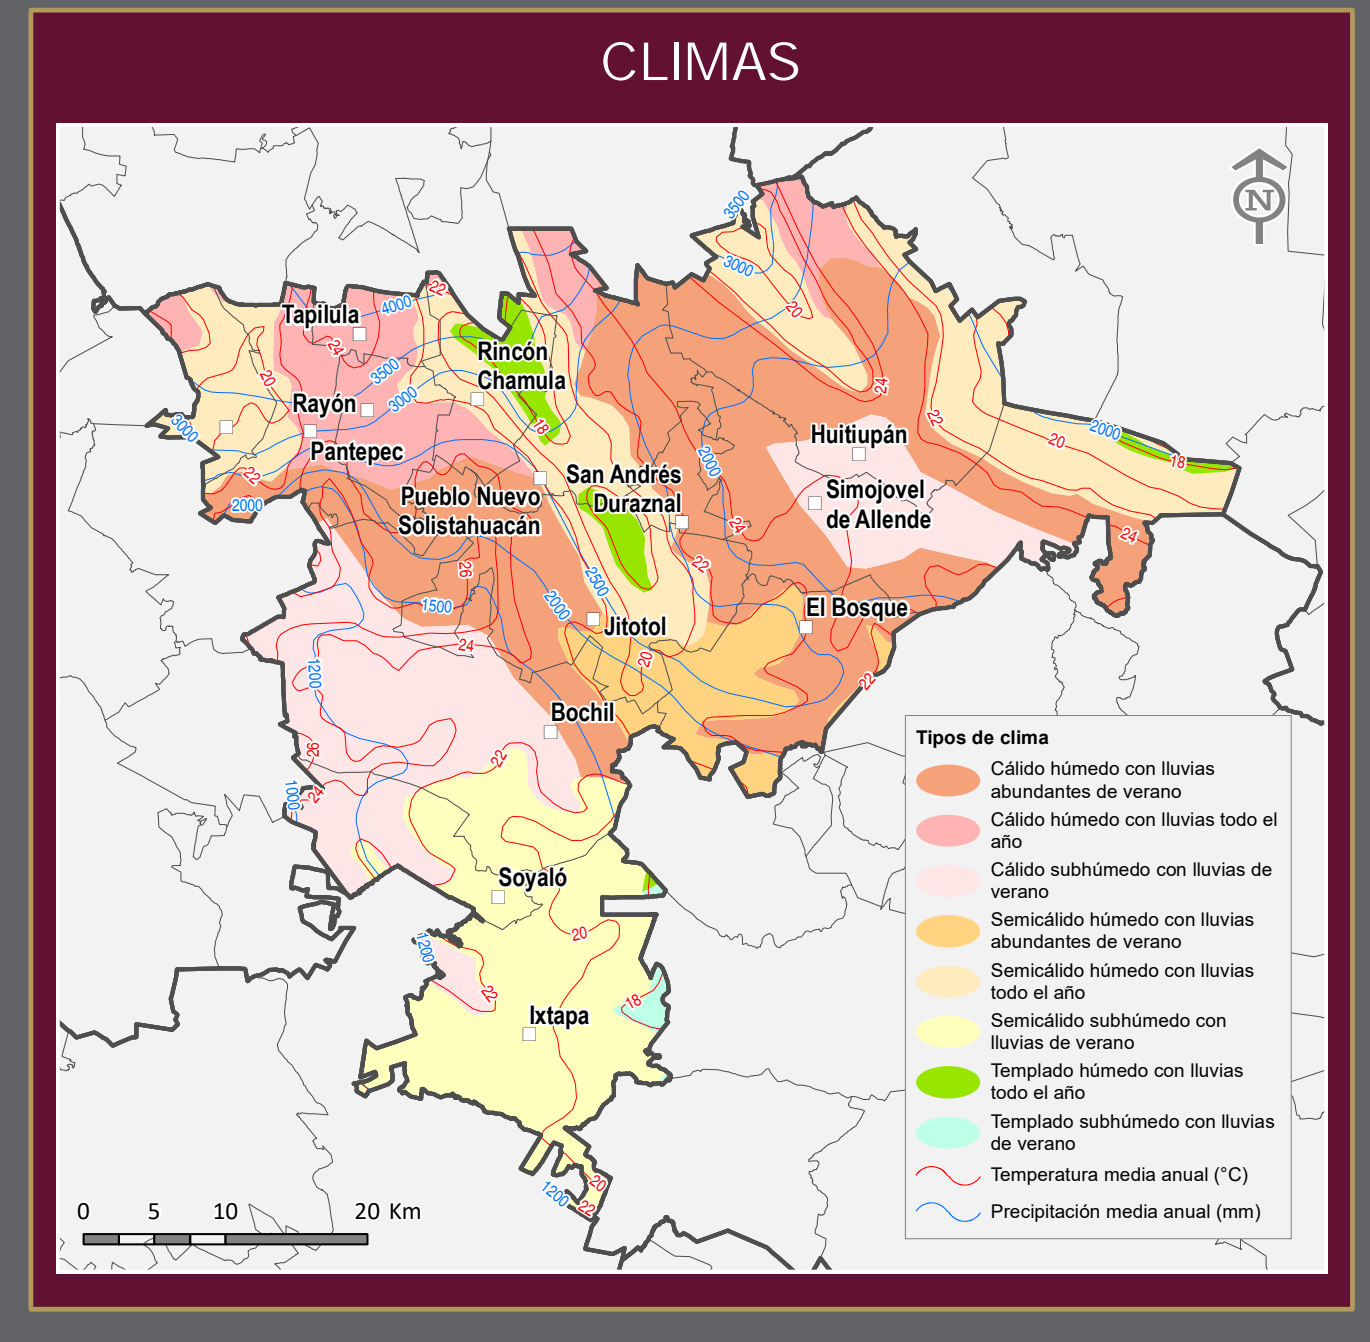 CLIMAS
N
3500
3000
22
4000
Tapilula
24
3500
20
3000
Rincón
Chamula
20
24
Rayón
3000
18
22
2000
Pantepec
22
2000
Huitiupán
20
2000
18
San Andrés
Duraznal
Pueblo Nuevo
Solistahuacán
Simojovel
de Allende
24
24
26
2500
22
1500
2000
El Bosque
Jitotol
24
20
1200
22
Bochil
26
22
1000
24
Soyaló
20
1200
22
18
Ixtapa
20
1200
22
Tipos de clima
Cálido húmedo con lluvias
abundantes de verano
Cálido húmedo con lluvias todo el
año
Cálido subhúmedo con lluvias de
verano
Semicálido húmedo con lluvias
abundantes de verano
Semicálido húmedo con lluvias
todo el año
Semicálido subhúmedo con
lluvias de verano
Templado húmedo con lluvias
todo el año
Templado subhúmedo con lluvias
de verano
Temperatura media anual (°C)
Precipitación media anual (mm)
0 5 10 20 Km